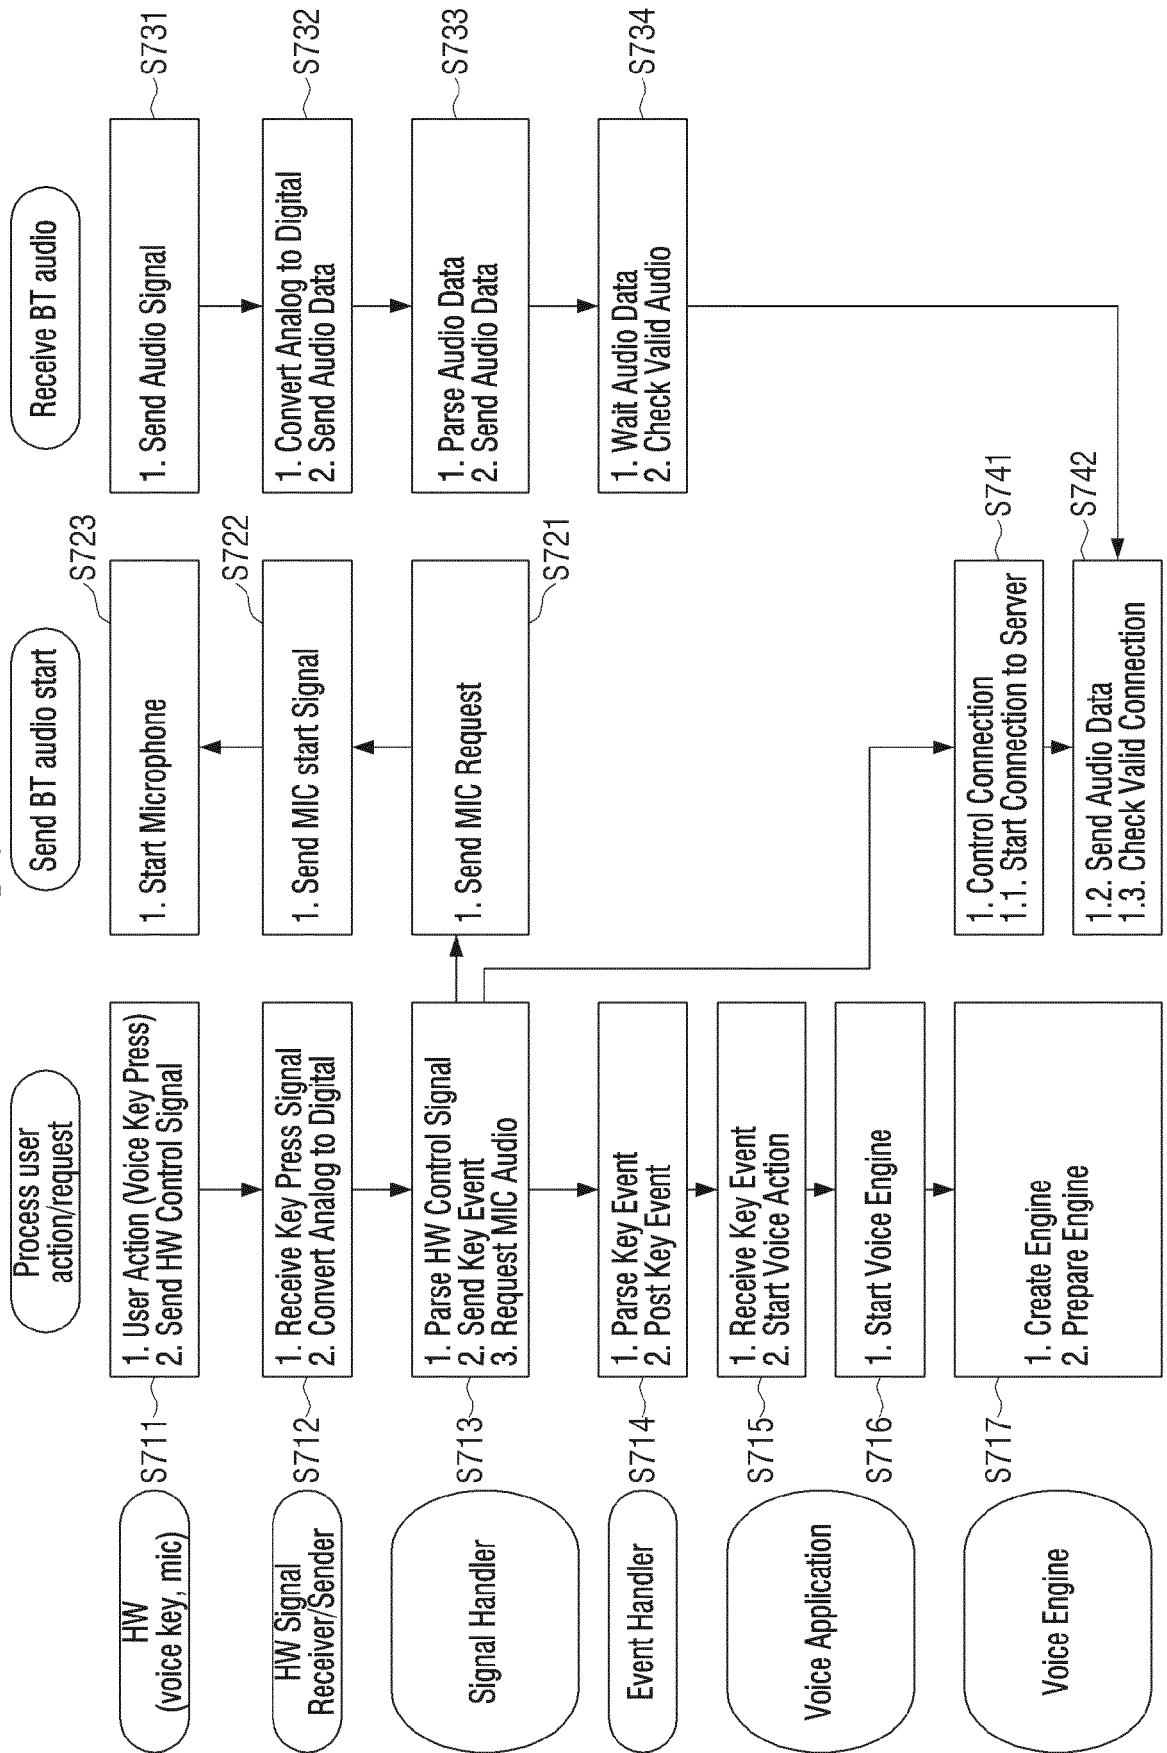 Process user
action/request
Send BT audio start
Receive BT audio
HW
(voice key, mic)
S711
1. User Action (Voice Key Press)
2. Send HW Control Signal
1. Start Microphone
S723
1. Send Audio Signal
S731
HW Signal
Receiver/Sender
S712
1. Receive Key Press Signal
2. Convert Analog to Digital
1. Send MIC start Signal
S722
1. Convert Analog to Digital
2. Send Audio Data
S732
Signal Handler
S713
1. Parse HW Control Signal
2. Send Key Event
3. Request MIC Audio
1. Send MIC Request
S721
1. Parse Audio Data
2. Send Audio Data
S733
Event Handler
S714
1. Parse Key Event
2. Post Key Event
1. Wait Audio Data
2. Check Valid Audio
S734
Voice Application
S715
1. Receive Key Event
2. Start Voice Action
S716
1. Start Voice Engine
Voice Engine
S717
1. Create Engine
2. Prepare Engine
1. Control Connection
1.1. Start Connection to Server
S741
1.2. Send Audio Data
1.3. Check Valid Connection
S742